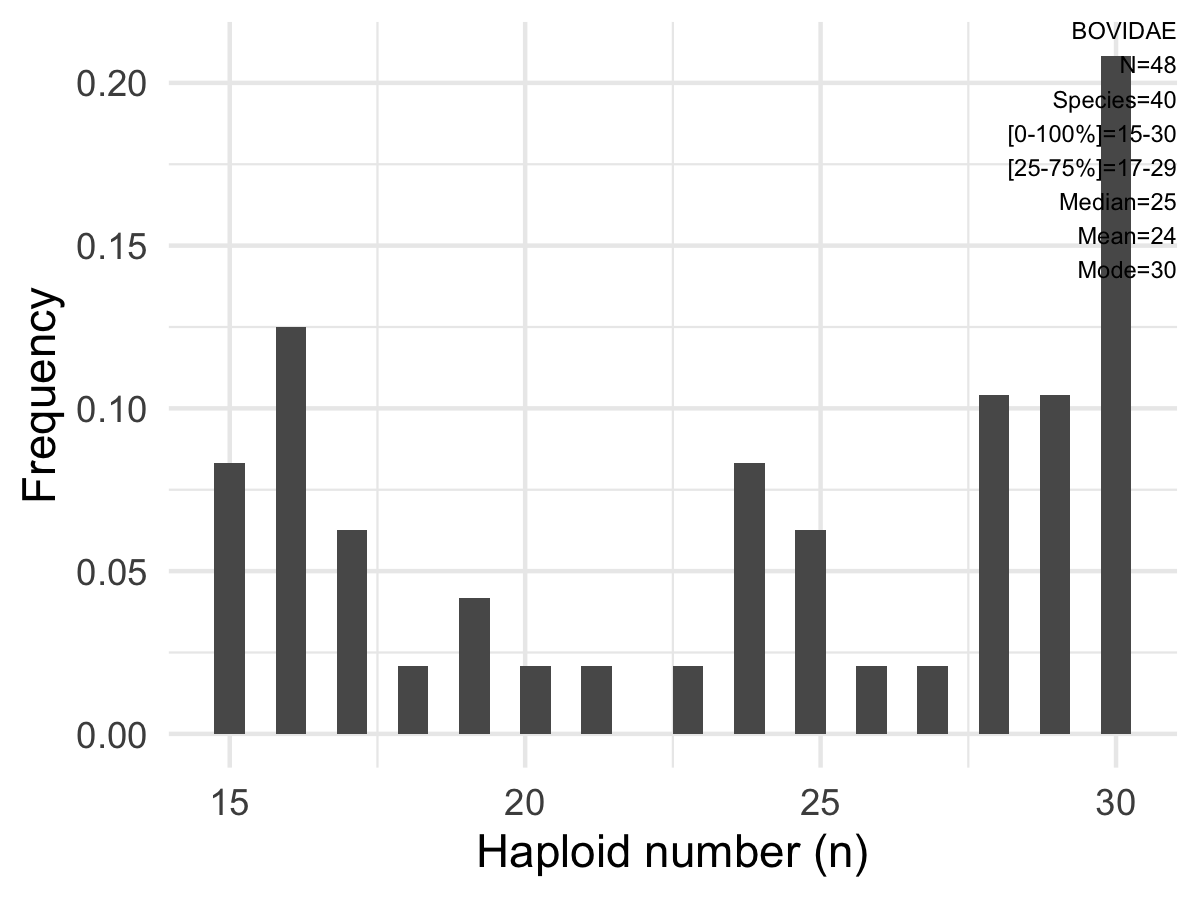 BOVIDAE
N=48
Species=40
[0-100%]=15-30
[25-75%]=17-29
Median=25
Mean=24
Mode=30
0.20
0.15
0.10
0.05
0.00
Frequency
15 20 25 30
Haploid number (n)